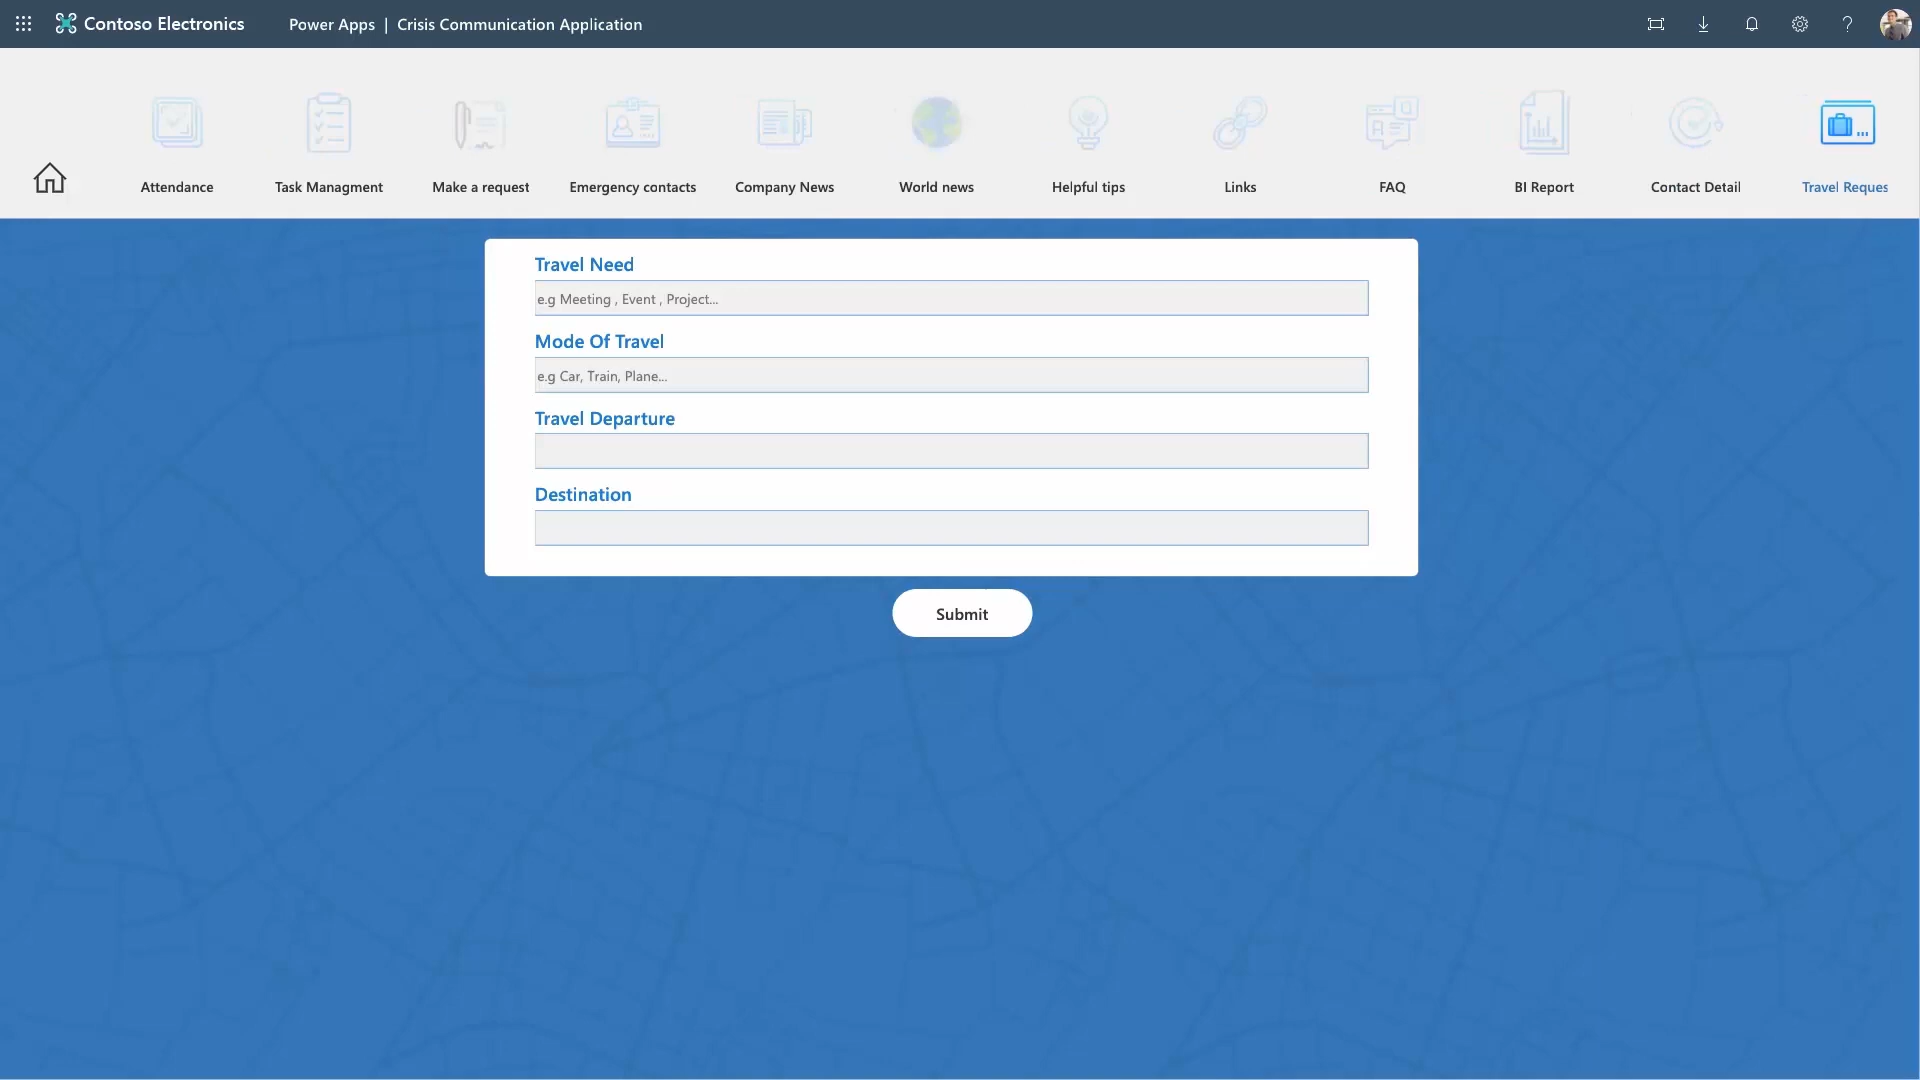 Contoso Electronics Power Apps | Crisis Communication Application
Attendance Task Managment Make a request Emergency contacts Company News World news Helpful tips Links FAQ BI Report Contact Detail Travel Reques
Travel Need
e.g Meeting , Event , Project...
Mode Of Travel
e.g Car, Train, Plane...
Travel Departure
Destination
Submit